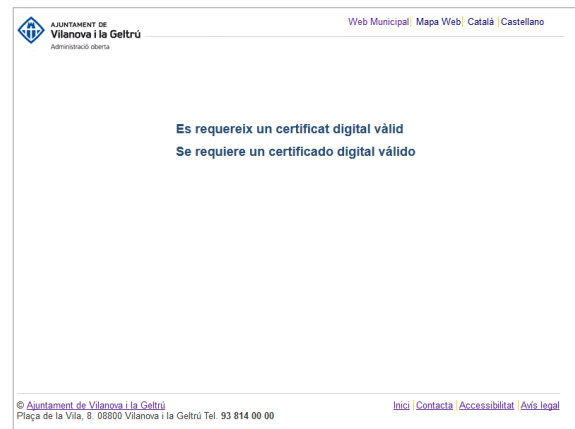 AJUNTAMENT DE
Vilanova i la Geltrú
Administració oberta
Web Municipal| Mapa Web| Català |Castellano
Es requereix un certificat digital vàlid
Se requiere un certificado digital válido
© Ajuntament de Vilanova i la Geltrú
Plaça de la Vila, 8. 08800 Vilanova i la Geltrú Tel. 93 814 00 00
Inici |Contacta |Accessibilitat |Avís legal